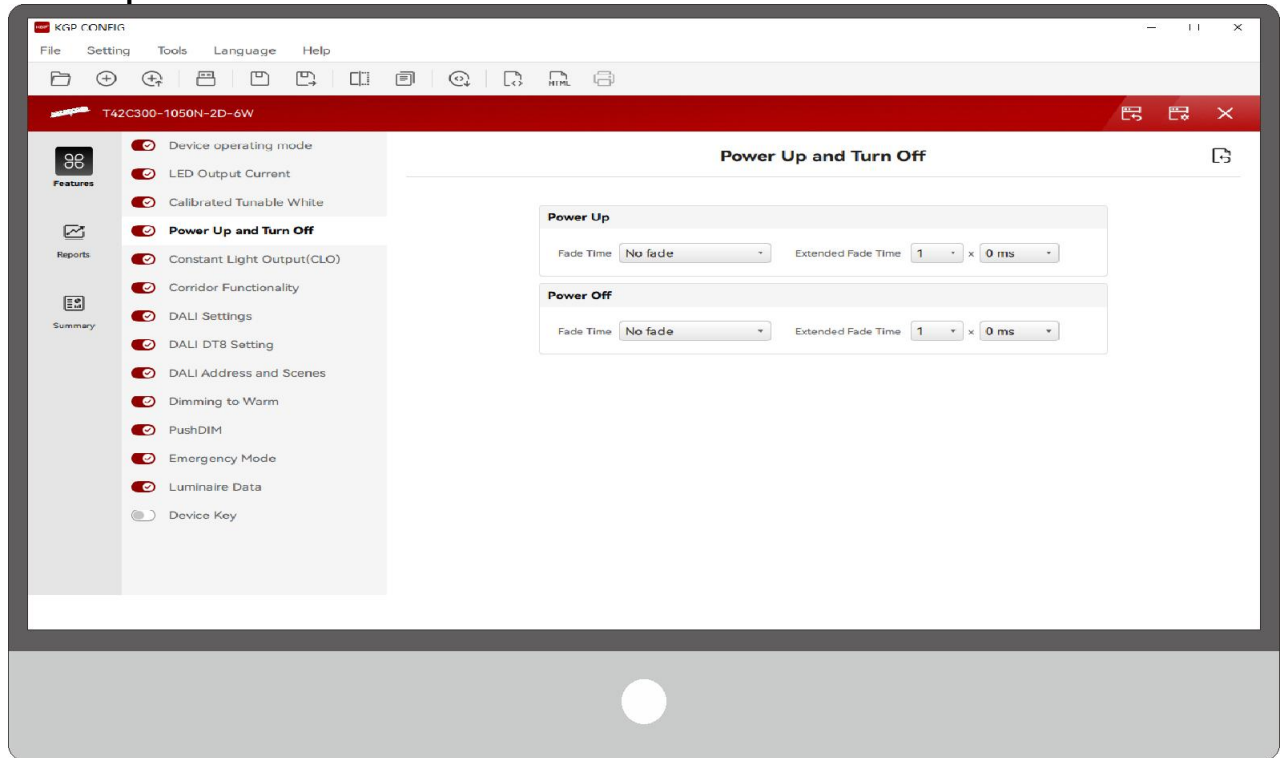 KGP CONFIG
File Setting Tools Language Help
HTML
T42C300-1050N-2D-6W
Features
Reports
Summary
Device operating mode
LED Output Current
Calibrated Tunable White
Power Up and Turn Off
Constant Light Output(CLO)
Corridor Functionality
DALI Settings
DALI DT8 Setting
DALI Address and Scenes
Dimming to Warm
PushDIM
Emergency Mode
Luminaire Data
Device Key
Power Up and Turn Off
Power Up
Fade Time No fade Extended Fade Time 1 x 0 ms
Power Off
Fade Time No fade Extended Fade Time 1 x 0 ms